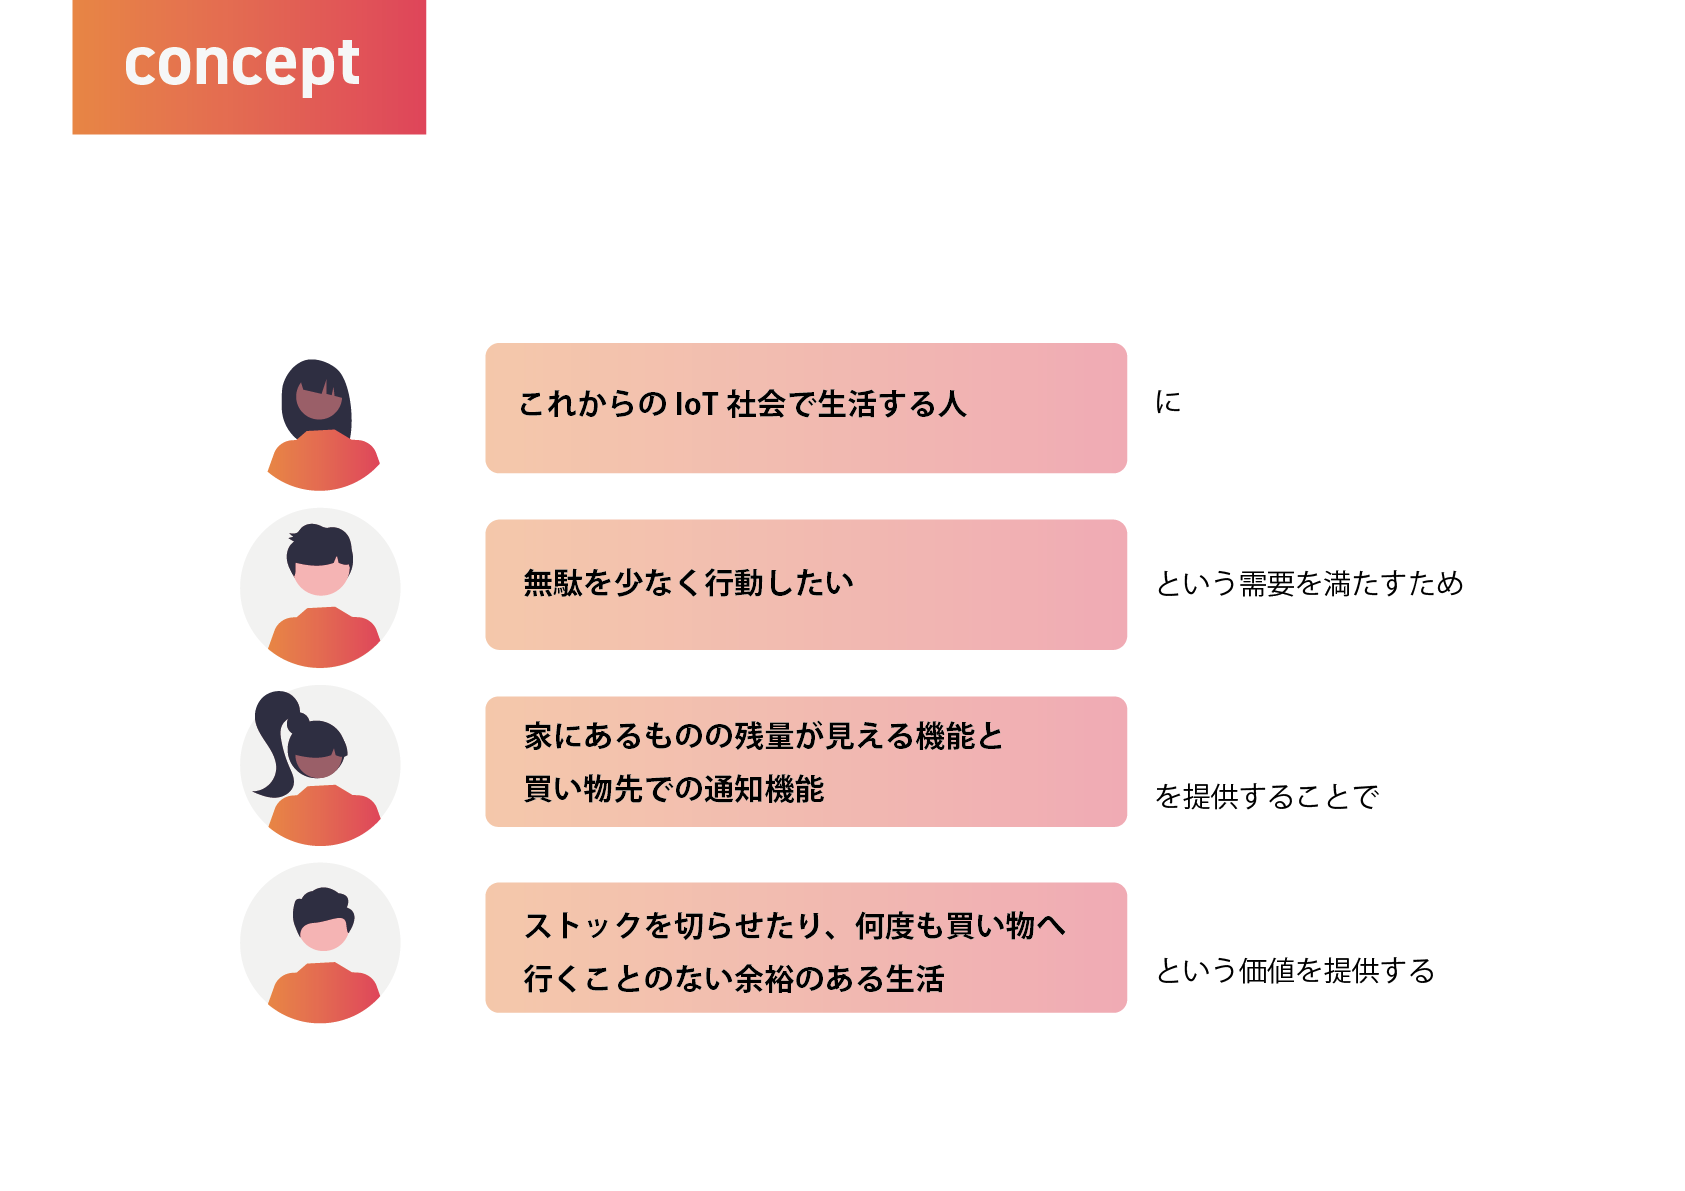 concept
これからの IoT 社会で生活する人
に
無駄を少なく行動したい
という需要を満たすため
家にあるものの残量が見える機能と
買い物先での通知機能
を提供することで
ストックを切らせたり、何度も買い物へ
行くことのない余裕のある生活
という価値を提供する